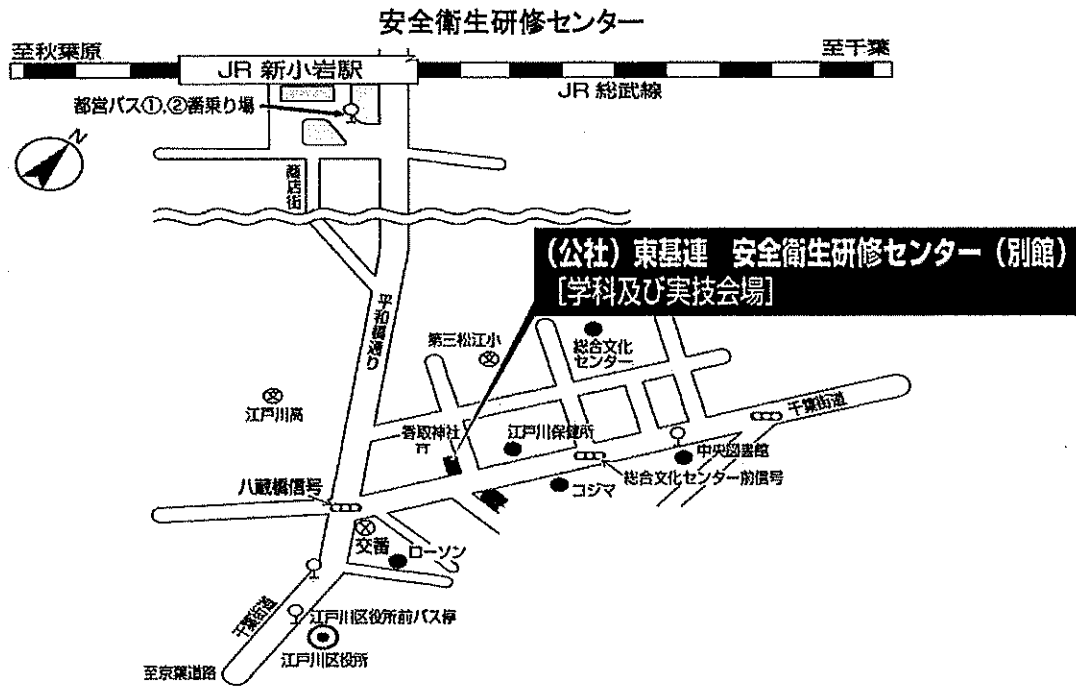 安全衛生研修センター
至秋葉原
JR 新小岩駅
至千葉
JR 総武線
都営バス①,②番乗り場
N
商店街
(公社)東基連 安全衛生研修センター(別館)
[学科及び実技会場]
平和橋通り
第三松江小
文
総合文化
センター
文
江戸川高
千葉街道
香取神社
江戸川保健所
中央図書館
総合文化センター前信号
コジマ
八蔵橋信号
交番
ローソン
千葉街道
江戸川区役所前バス停
江戸川区役所
至京葉道路